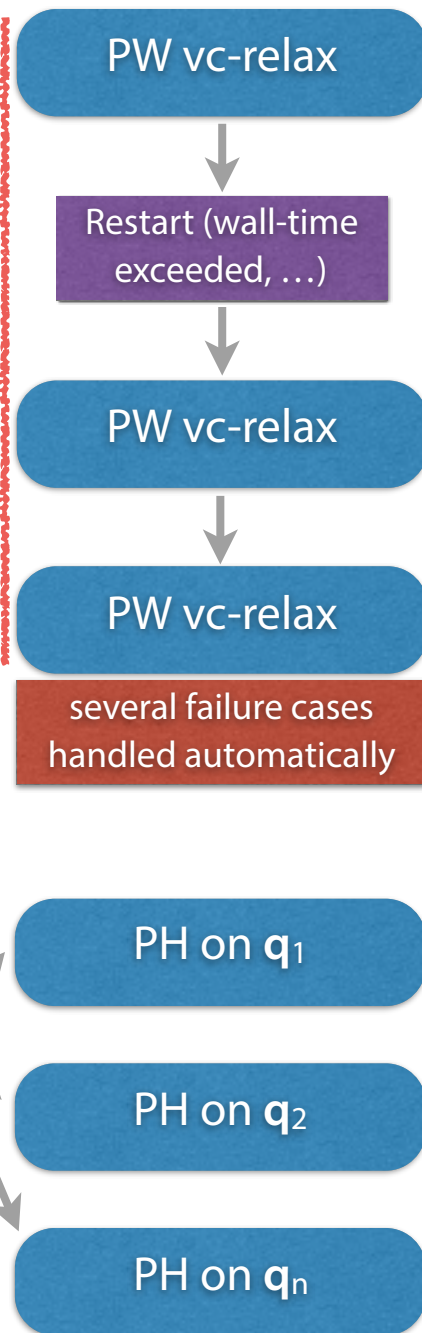 PW vc-relax
Restart (wall-time
exceeded, …)
PW vc-relax
PW vc-relax
several failure cases
handled automatically
PH on q1
PH on q2
PH on qn